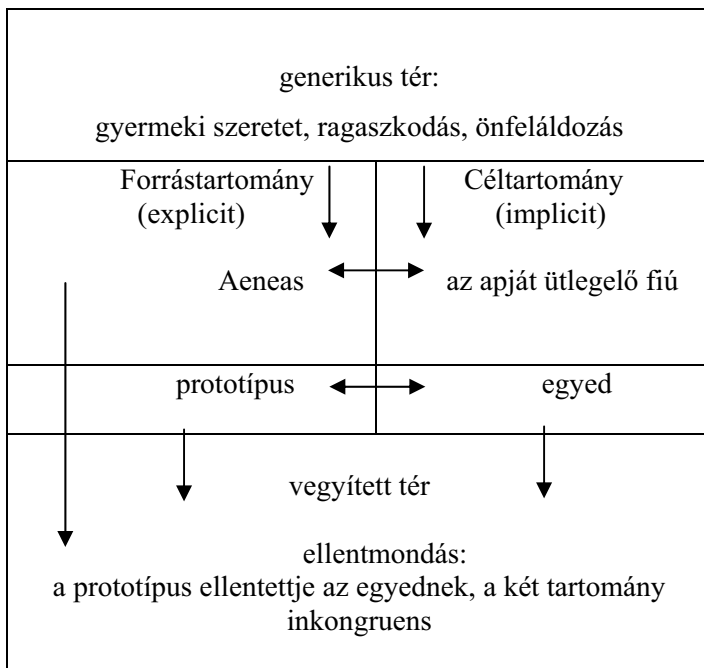 generikus tér:
gyermeki szeretet, ragaszkodás, önfeláldozás
Forrástartomány
(explicit)
Céltartomány
(implicit)
Aeneas
az apját ütlegelő fiú
prototípus
egyed
vegyített tér
ellentmondás:
a prototípus ellentettje az egyednek, a két tartomány
inkongruens